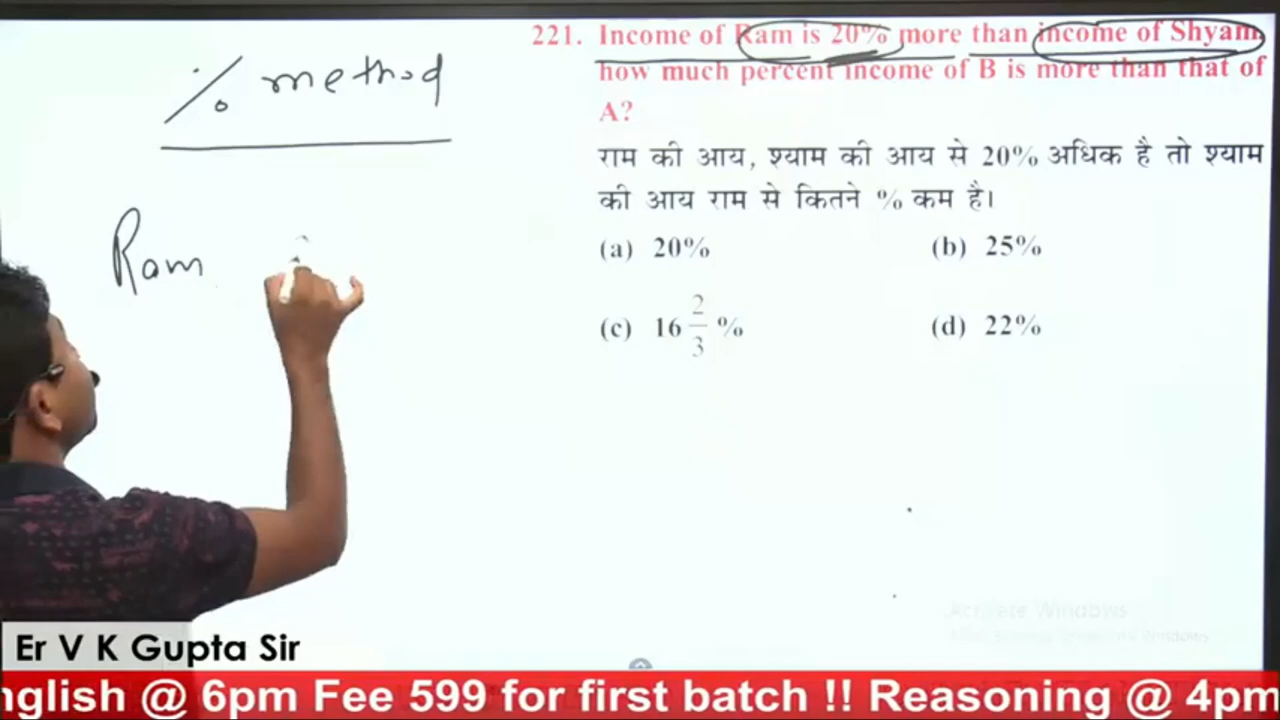 % method
Ram
221. Income of Ram is 20% more than income of Shyam
how much percent income of B is more than that of
A?
राम की आय, श्याम की आय से 20% अधिक है तो श्याम
की आय राम से कितने % कम है।
(a) 20% (b) 25%
(c) 16 2/3 % (d) 22%
Activate Windows
Er V K Gupta Sir
nglish @ 6pm Fee 599 for first batch !! Reasoning @ 4pm